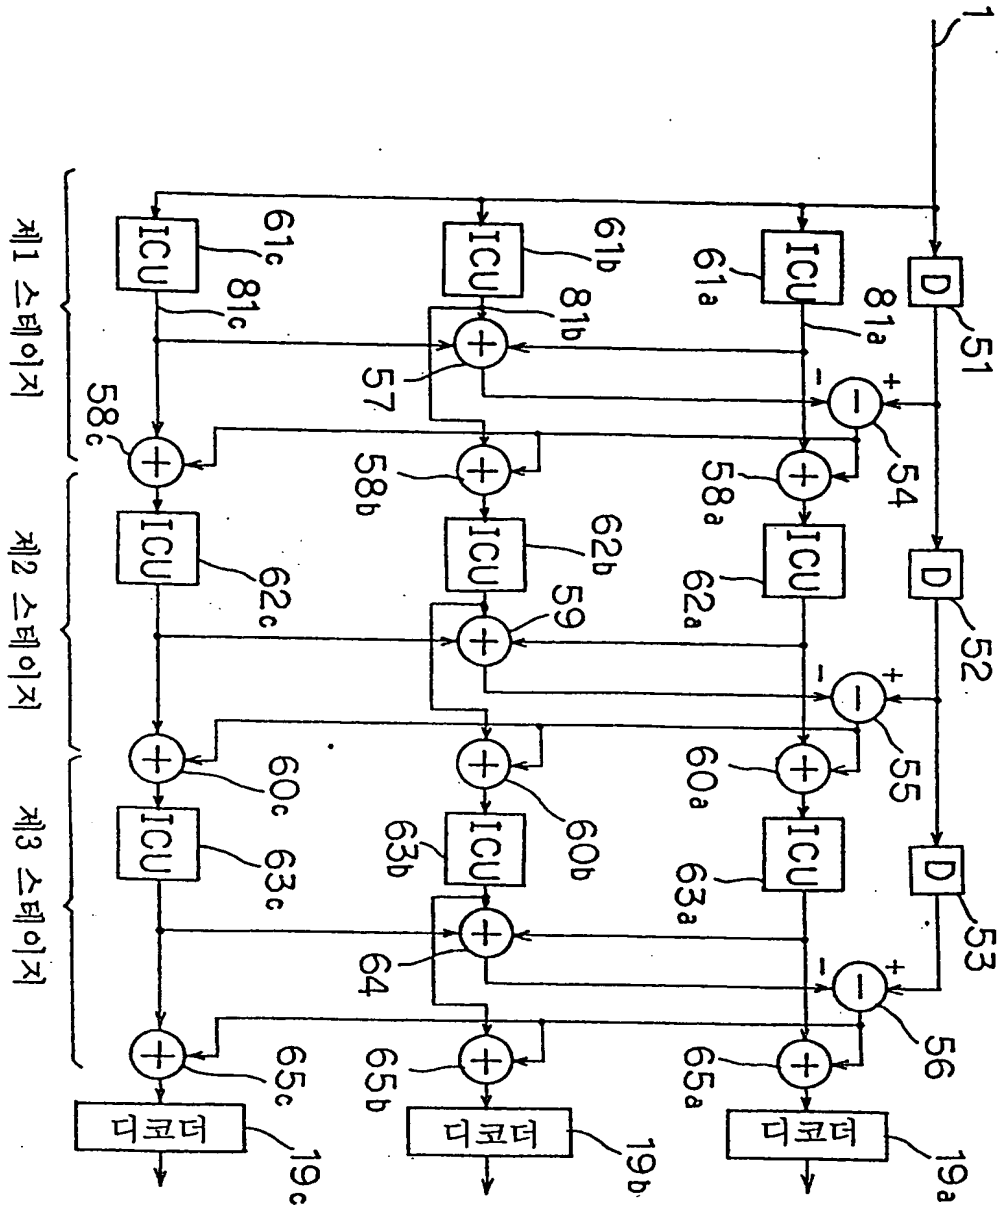 1
D
51
D
52
D
53
+
−
−
54
+
−
−
55
+
−
−
56
ICU
61a
81a
+
58a
ICU
62a
+
60a
ICU
63a
+
65a
디코더
19a
ICU
61b
81b
+
57
+
58b
ICU
62b
+
59
+
60b
ICU
63b
+
64
+
65b
디코더
19b
ICU
61c
81c
+
58c
ICU
62c
+
60c
ICU
63c
+
65c
디코더
19c
제1 스테이지
제2 스테이지
제3 스테이지